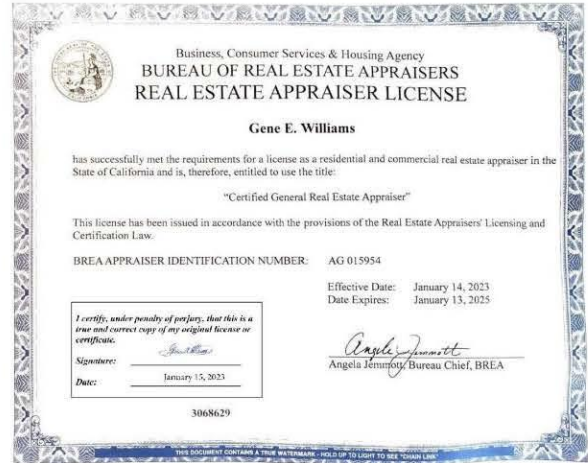 Business, Consumer Services & Housing Agency
BUREAU OF REAL ESTATE APPRAISERS
REAL ESTATE APPRAISER LICENSE
Gene E. Williams
has successfully met the requirements for a license as a residential and commercial real estate appraiser in the
State of California and is, therefore, entitled to use the title:
“Certified General Real Estate Appraiser”
This license has been issued in accordance with the provisions of the Real Estate Appraisers' Licensing and
Certification Law.
BREA APPRAISER IDENTIFICATION NUMBER: AG 015954
Effective Date: January 14, 2023
Date Expires: January 13, 2025
I certify, under penalty of perjury, that this is a
true and correct copy of my original license or
certificate.
Signature:
Date: January 15, 2023
Angela Jemmott
Angela Jemmott, Bureau Chief, BREA
3068629
THIS DOCUMENT CONTAINS A TRUE WATERMARK - HOLD UP TO LIGHT TO SEE "CHAIN LINK"